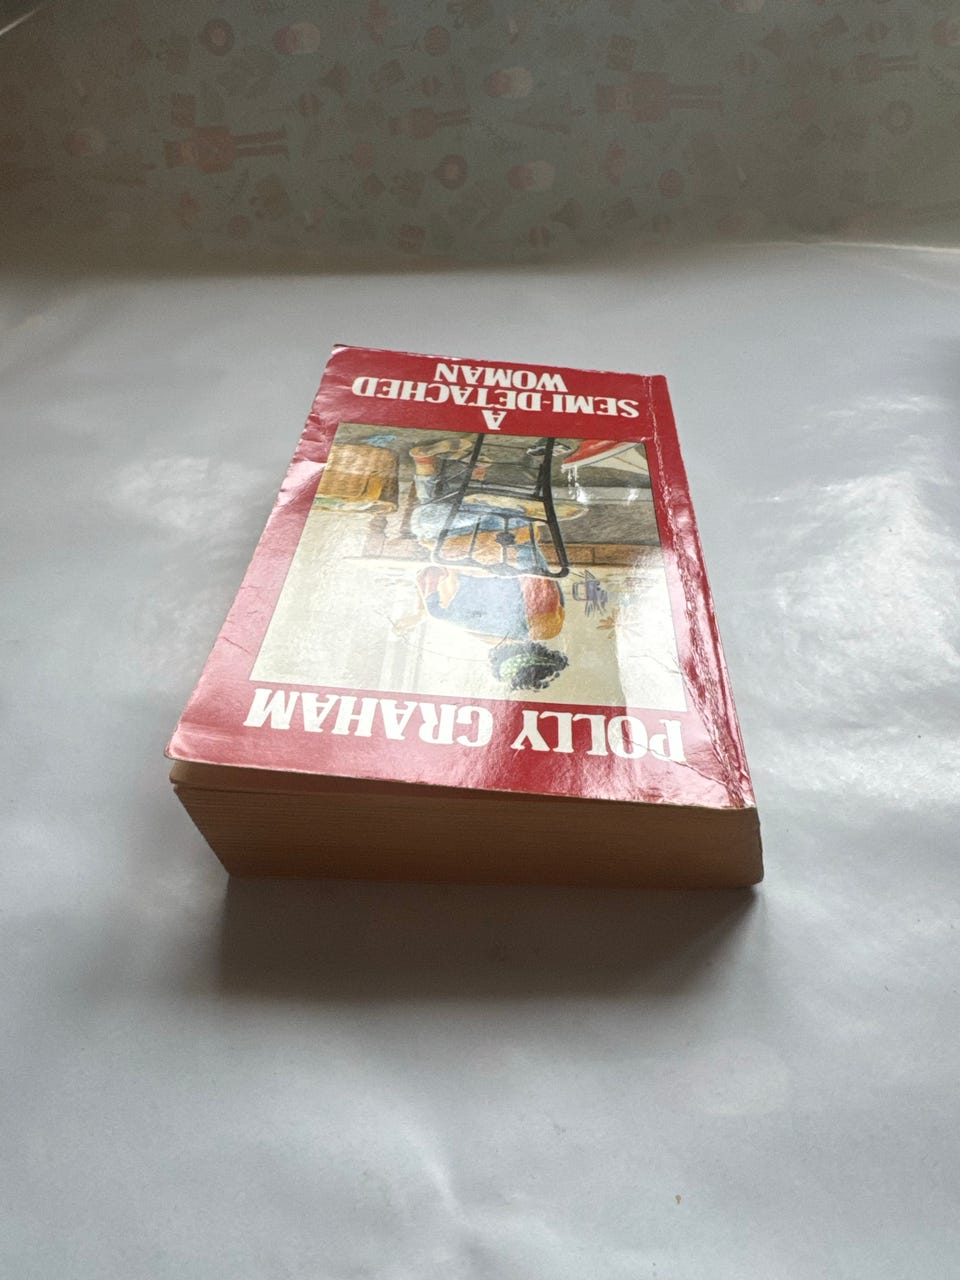 POLLY GRAHAM
A
SEMI-DETACHED
WOMAN